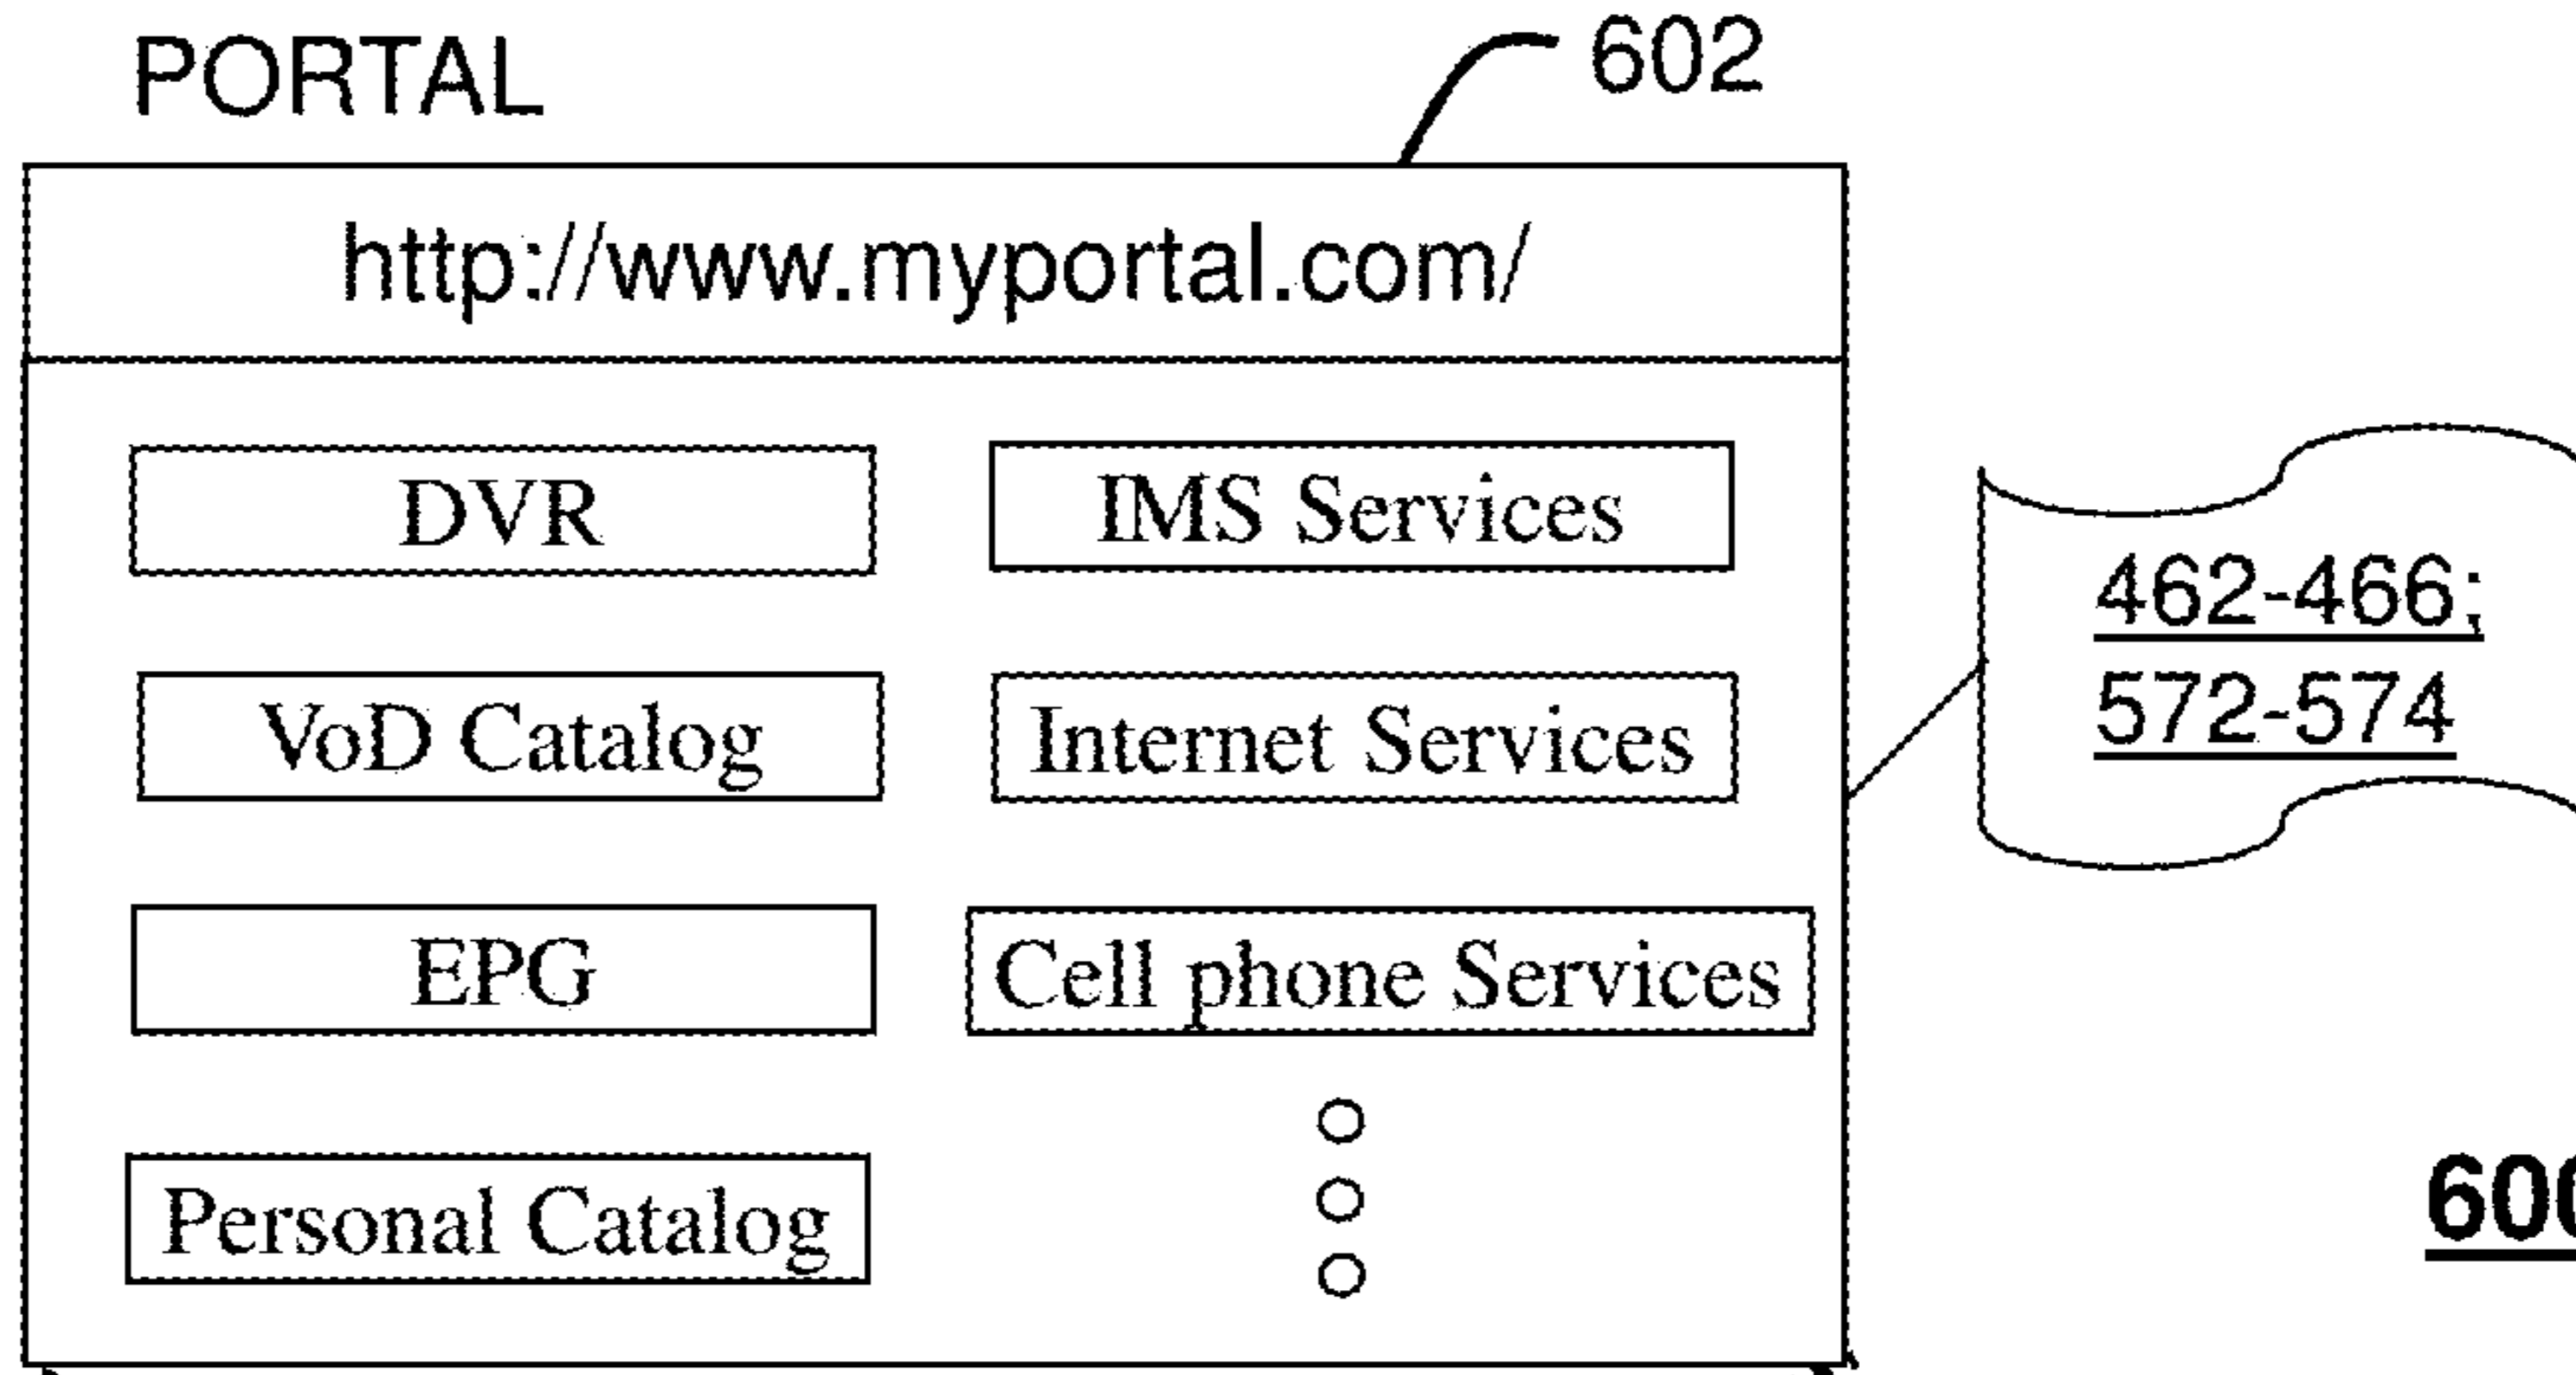 PORTAL
602
http://www.myportal.com/
DVR
IMS Services
VoD Catalog
Internet Services
EPG
Cell phone Services
Personal Catalog
462-466;
572-574
600